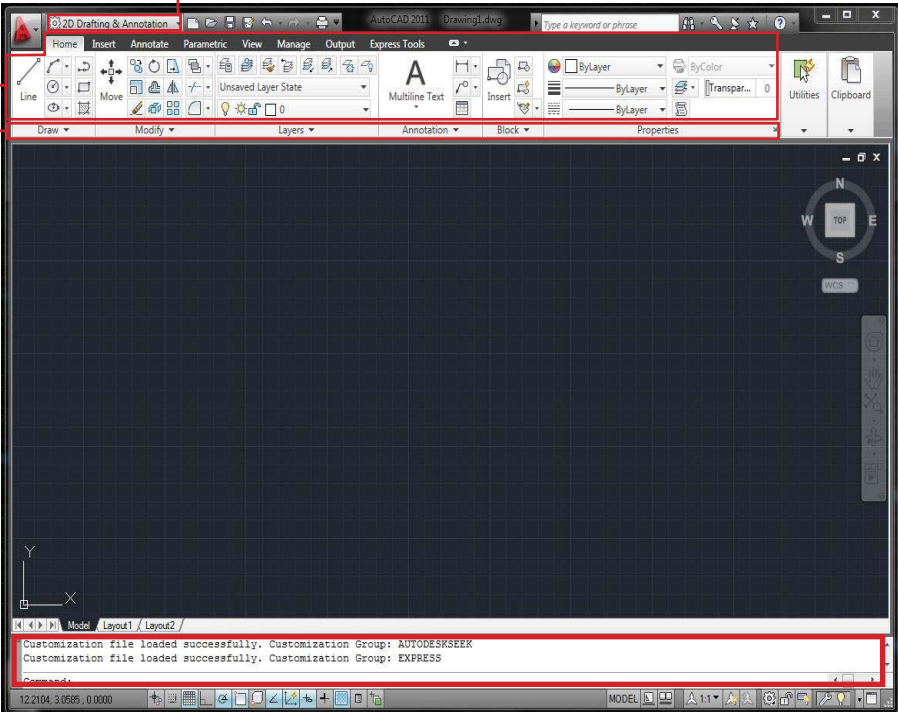 2D Drafting & Annotation
AutoCAD 2011 Drawing1.dwg
Type a keyword or phrase
Home Insert Annotate Parametric View Manage Output Express Tools
Line
Move
Unsaved Layer State
0
A
Multiline Text
Insert
ByLayer
ByColor
ByLayer
Transpar... 0
ByLayer
Utilities
Clipboard
Draw Modify Layers Annotation Block Properties
N
W TOP E
S
WCS
Y
X
Model Layout1 Layout2
Customization file loaded successfully. Customization Group: AUTODESKSEEK
Customization file loaded successfully. Customization Group: EXPRESS
Command:
12.2104, 3.0585 , 0.0000 MODEL 1:1